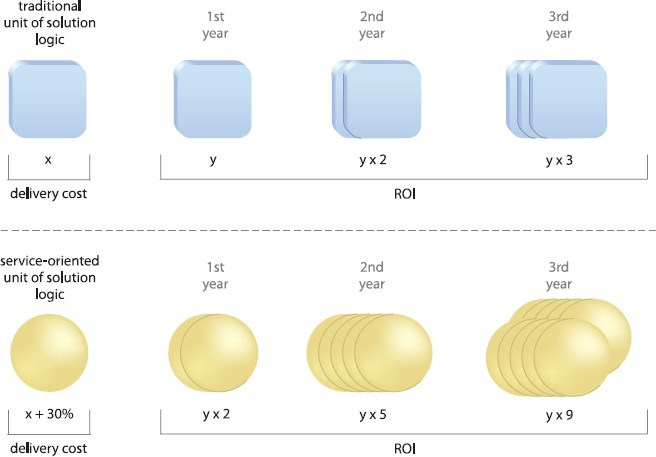 traditional
unit of solution
logic
1st
year
2nd
year
3rd
year
x
y
y x 2
y x 3
delivery cost
ROI
service-oriented
unit of solution
logic
1st
year
2nd
year
3rd
year
x + 30%
y x 2
y x 5
y x 9
delivery cost
ROI